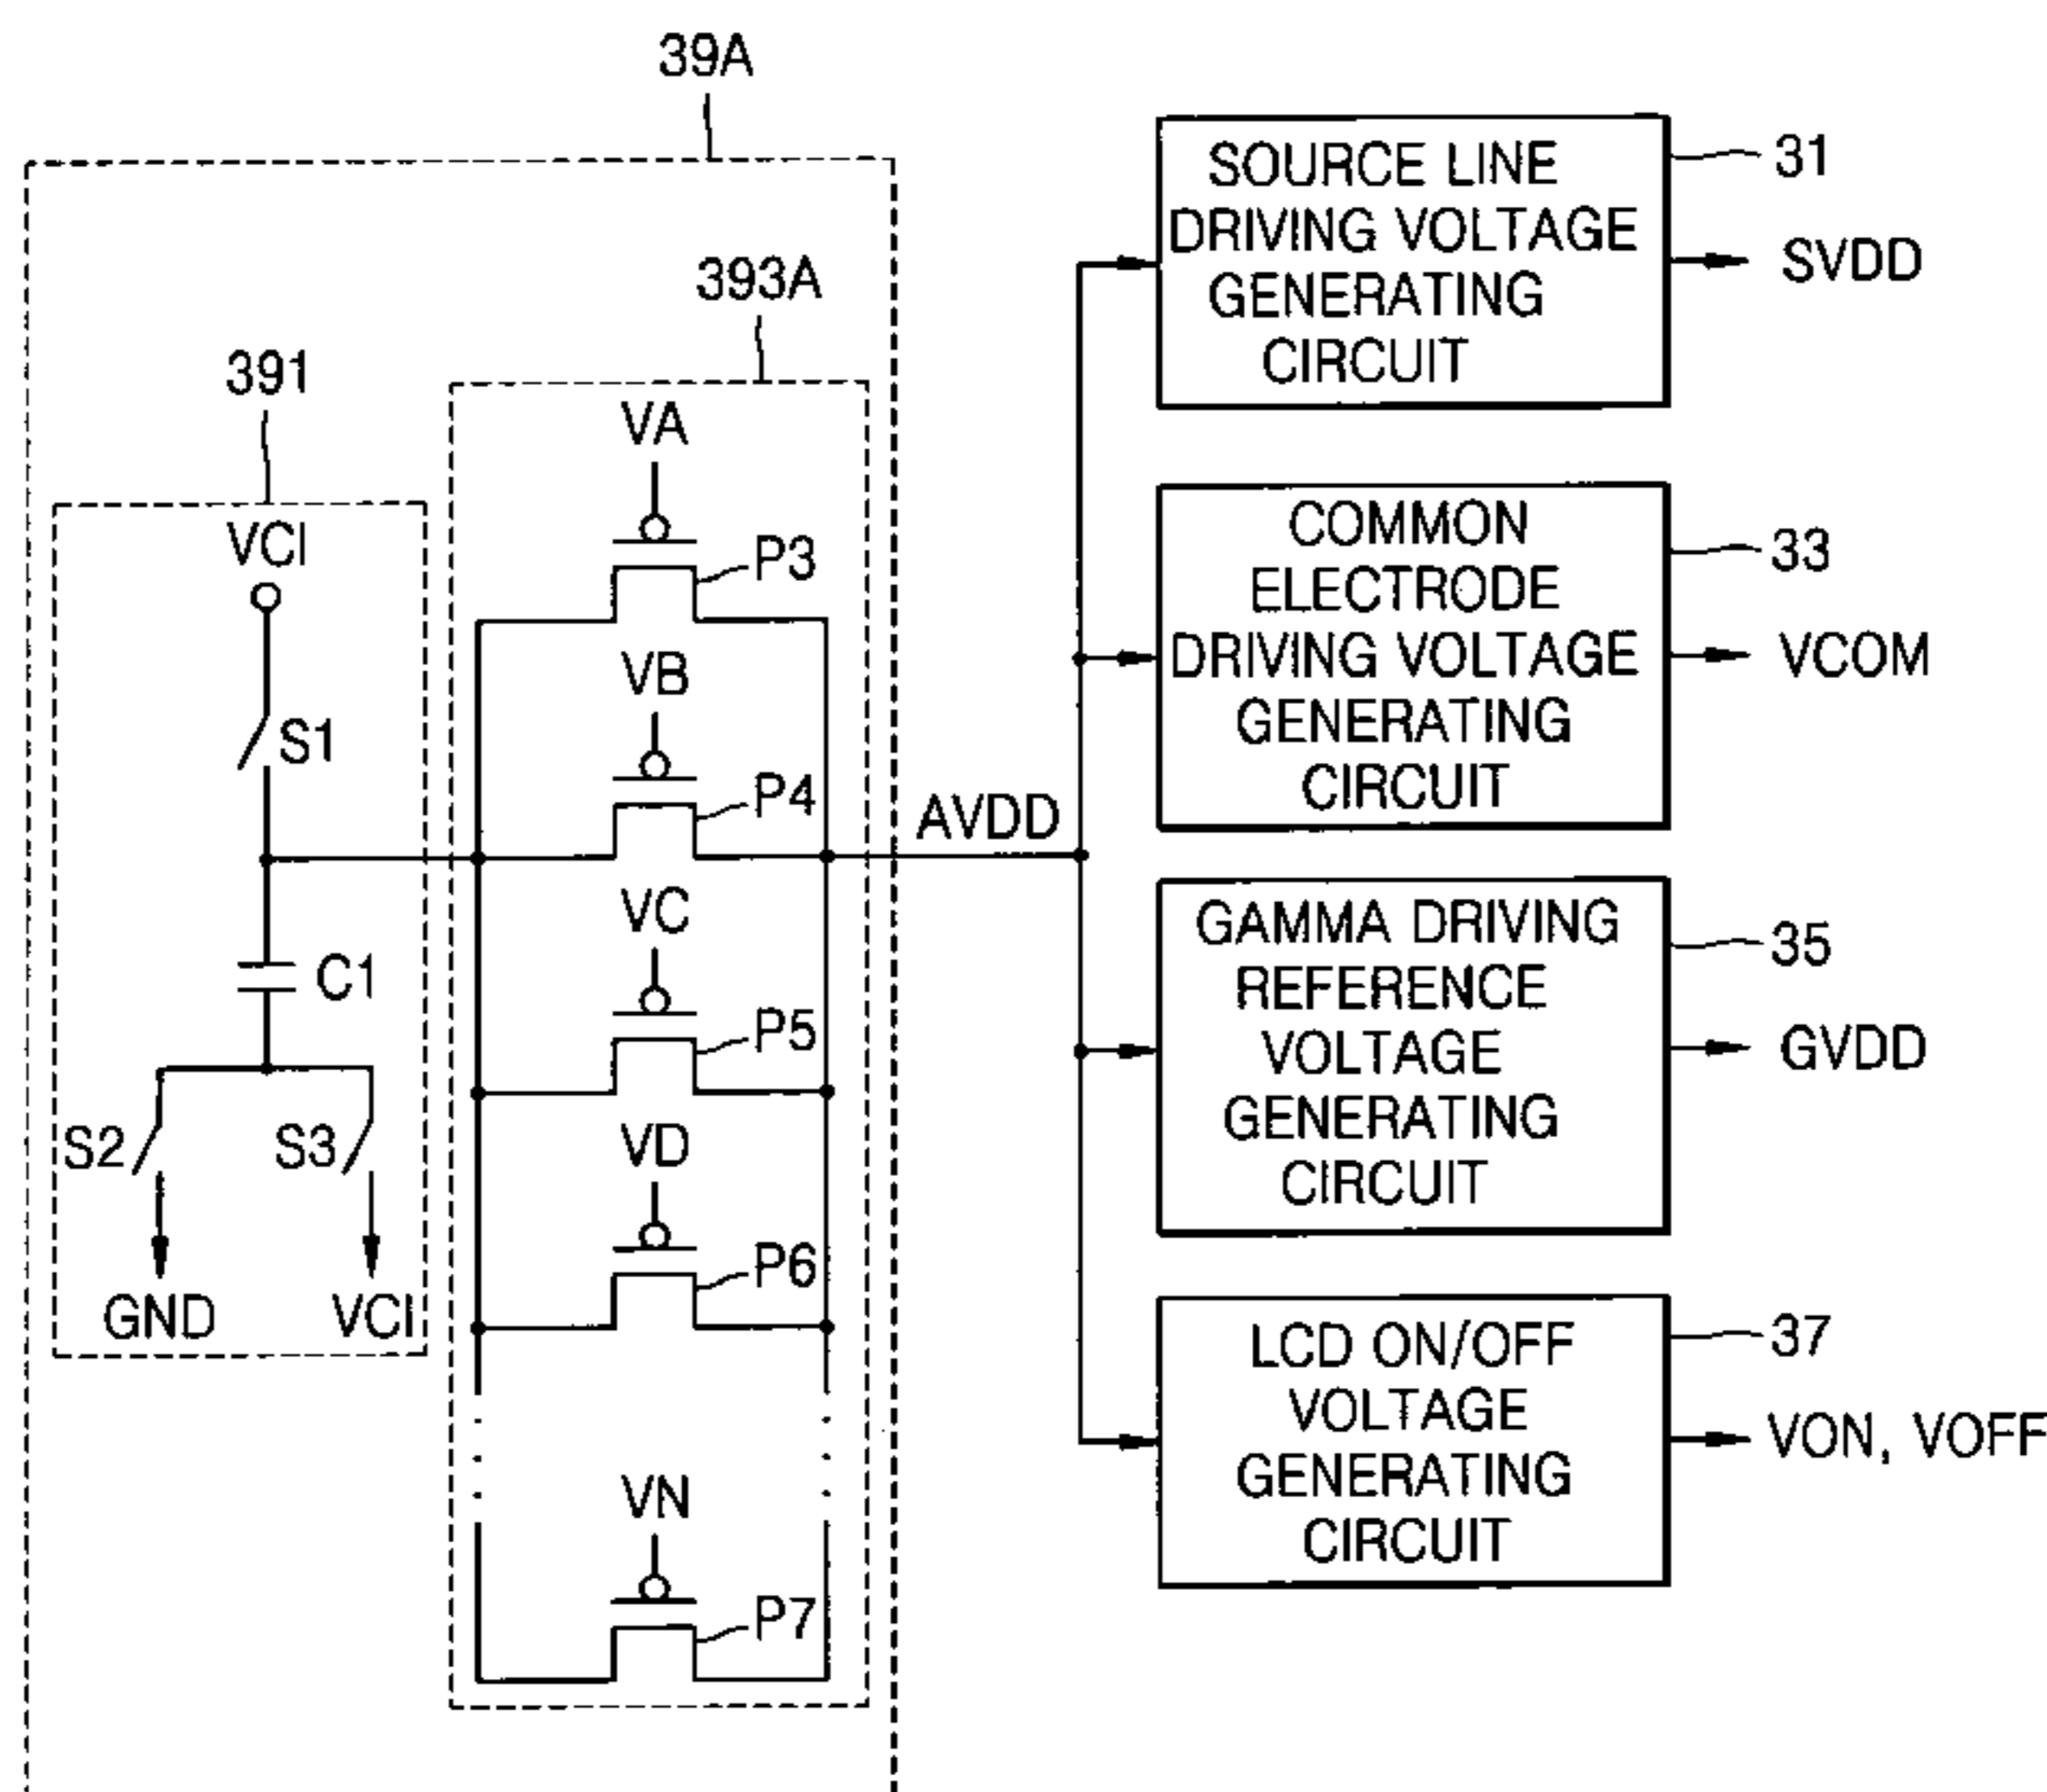 39A
393A
391
VCI
S1
C1
S2
S3
GND
VCI
VA
P3
VB
P4
VC
P5
VD
P6
VN
P7
AVDD
SOURCE LINE
DRIVING VOLTAGE
GENERATING
CIRCUIT
31
SVDD
COMMON
ELECTRODE
DRIVING VOLTAGE
GENERATING
CIRCUIT
33
VCOM
GAMMA DRIVING
REFERENCE
VOLTAGE
GENERATING
CIRCUIT
35
GVDD
LCD ON/OFF
VOLTAGE
GENERATING
CIRCUIT
37
VON, VOFF